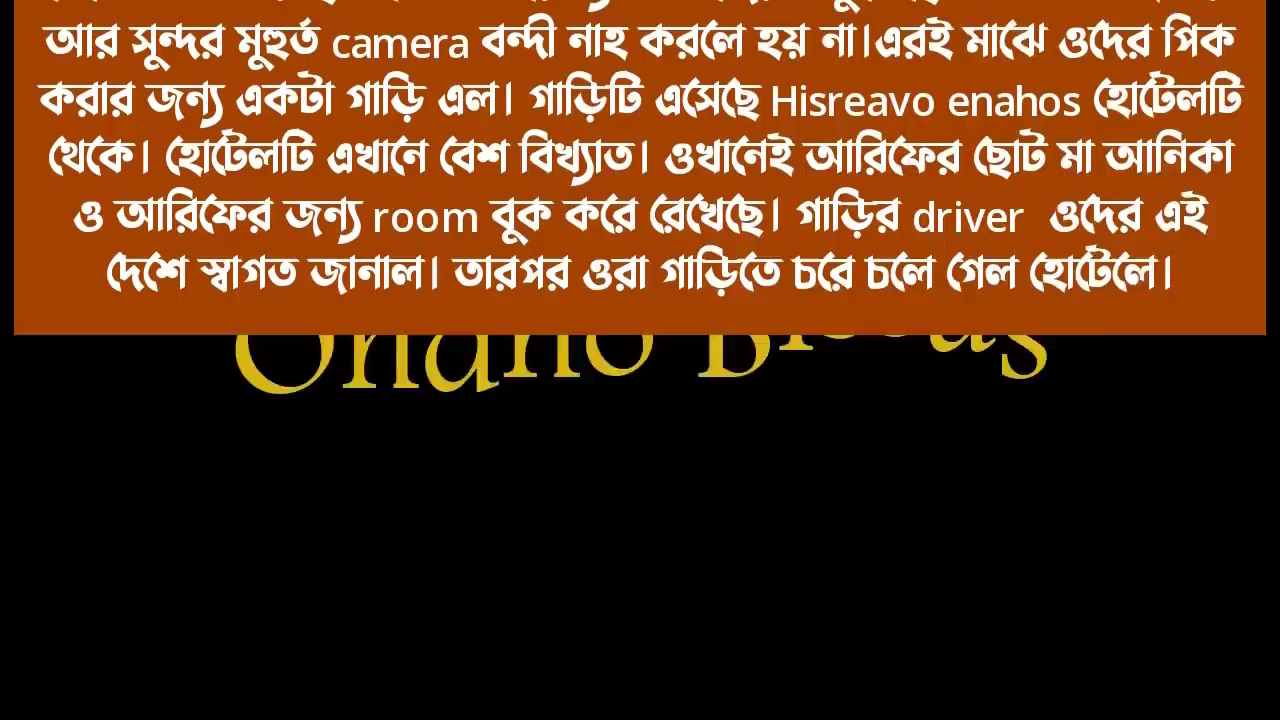 আর সুন্দর মুহুর্ত camera বন্দী নাহ করলে হয় না।এরই মাঝে ওদের পিক
করার জন্য একটা গাড়ি এল। গাড়িটি এসেছে Hisreavo enahos হোটেলটি
থেকে। হোটেলটি এখানে বেশ বিখ্যাত। ওখানেই আরিফের ছোট মা আনিকা
ও আরিফের জন্য room বুক করে রেখেছে। গাড়ির driver ওদের এই
দেশে স্বাগত জানাল। তারপর ওরা গাড়িতে চরে চলে গেল হোটেলে।